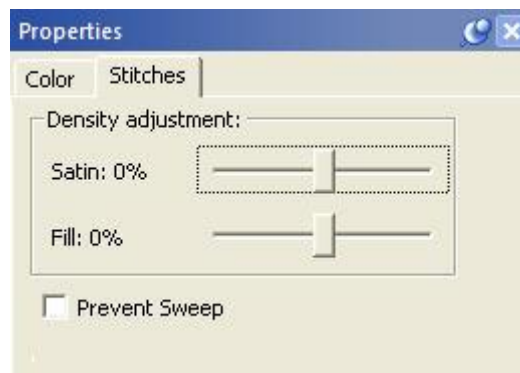 Properties
Color Stitches
Density adjustment:
Satin: 0%
Fill: 0%
Prevent Sweep